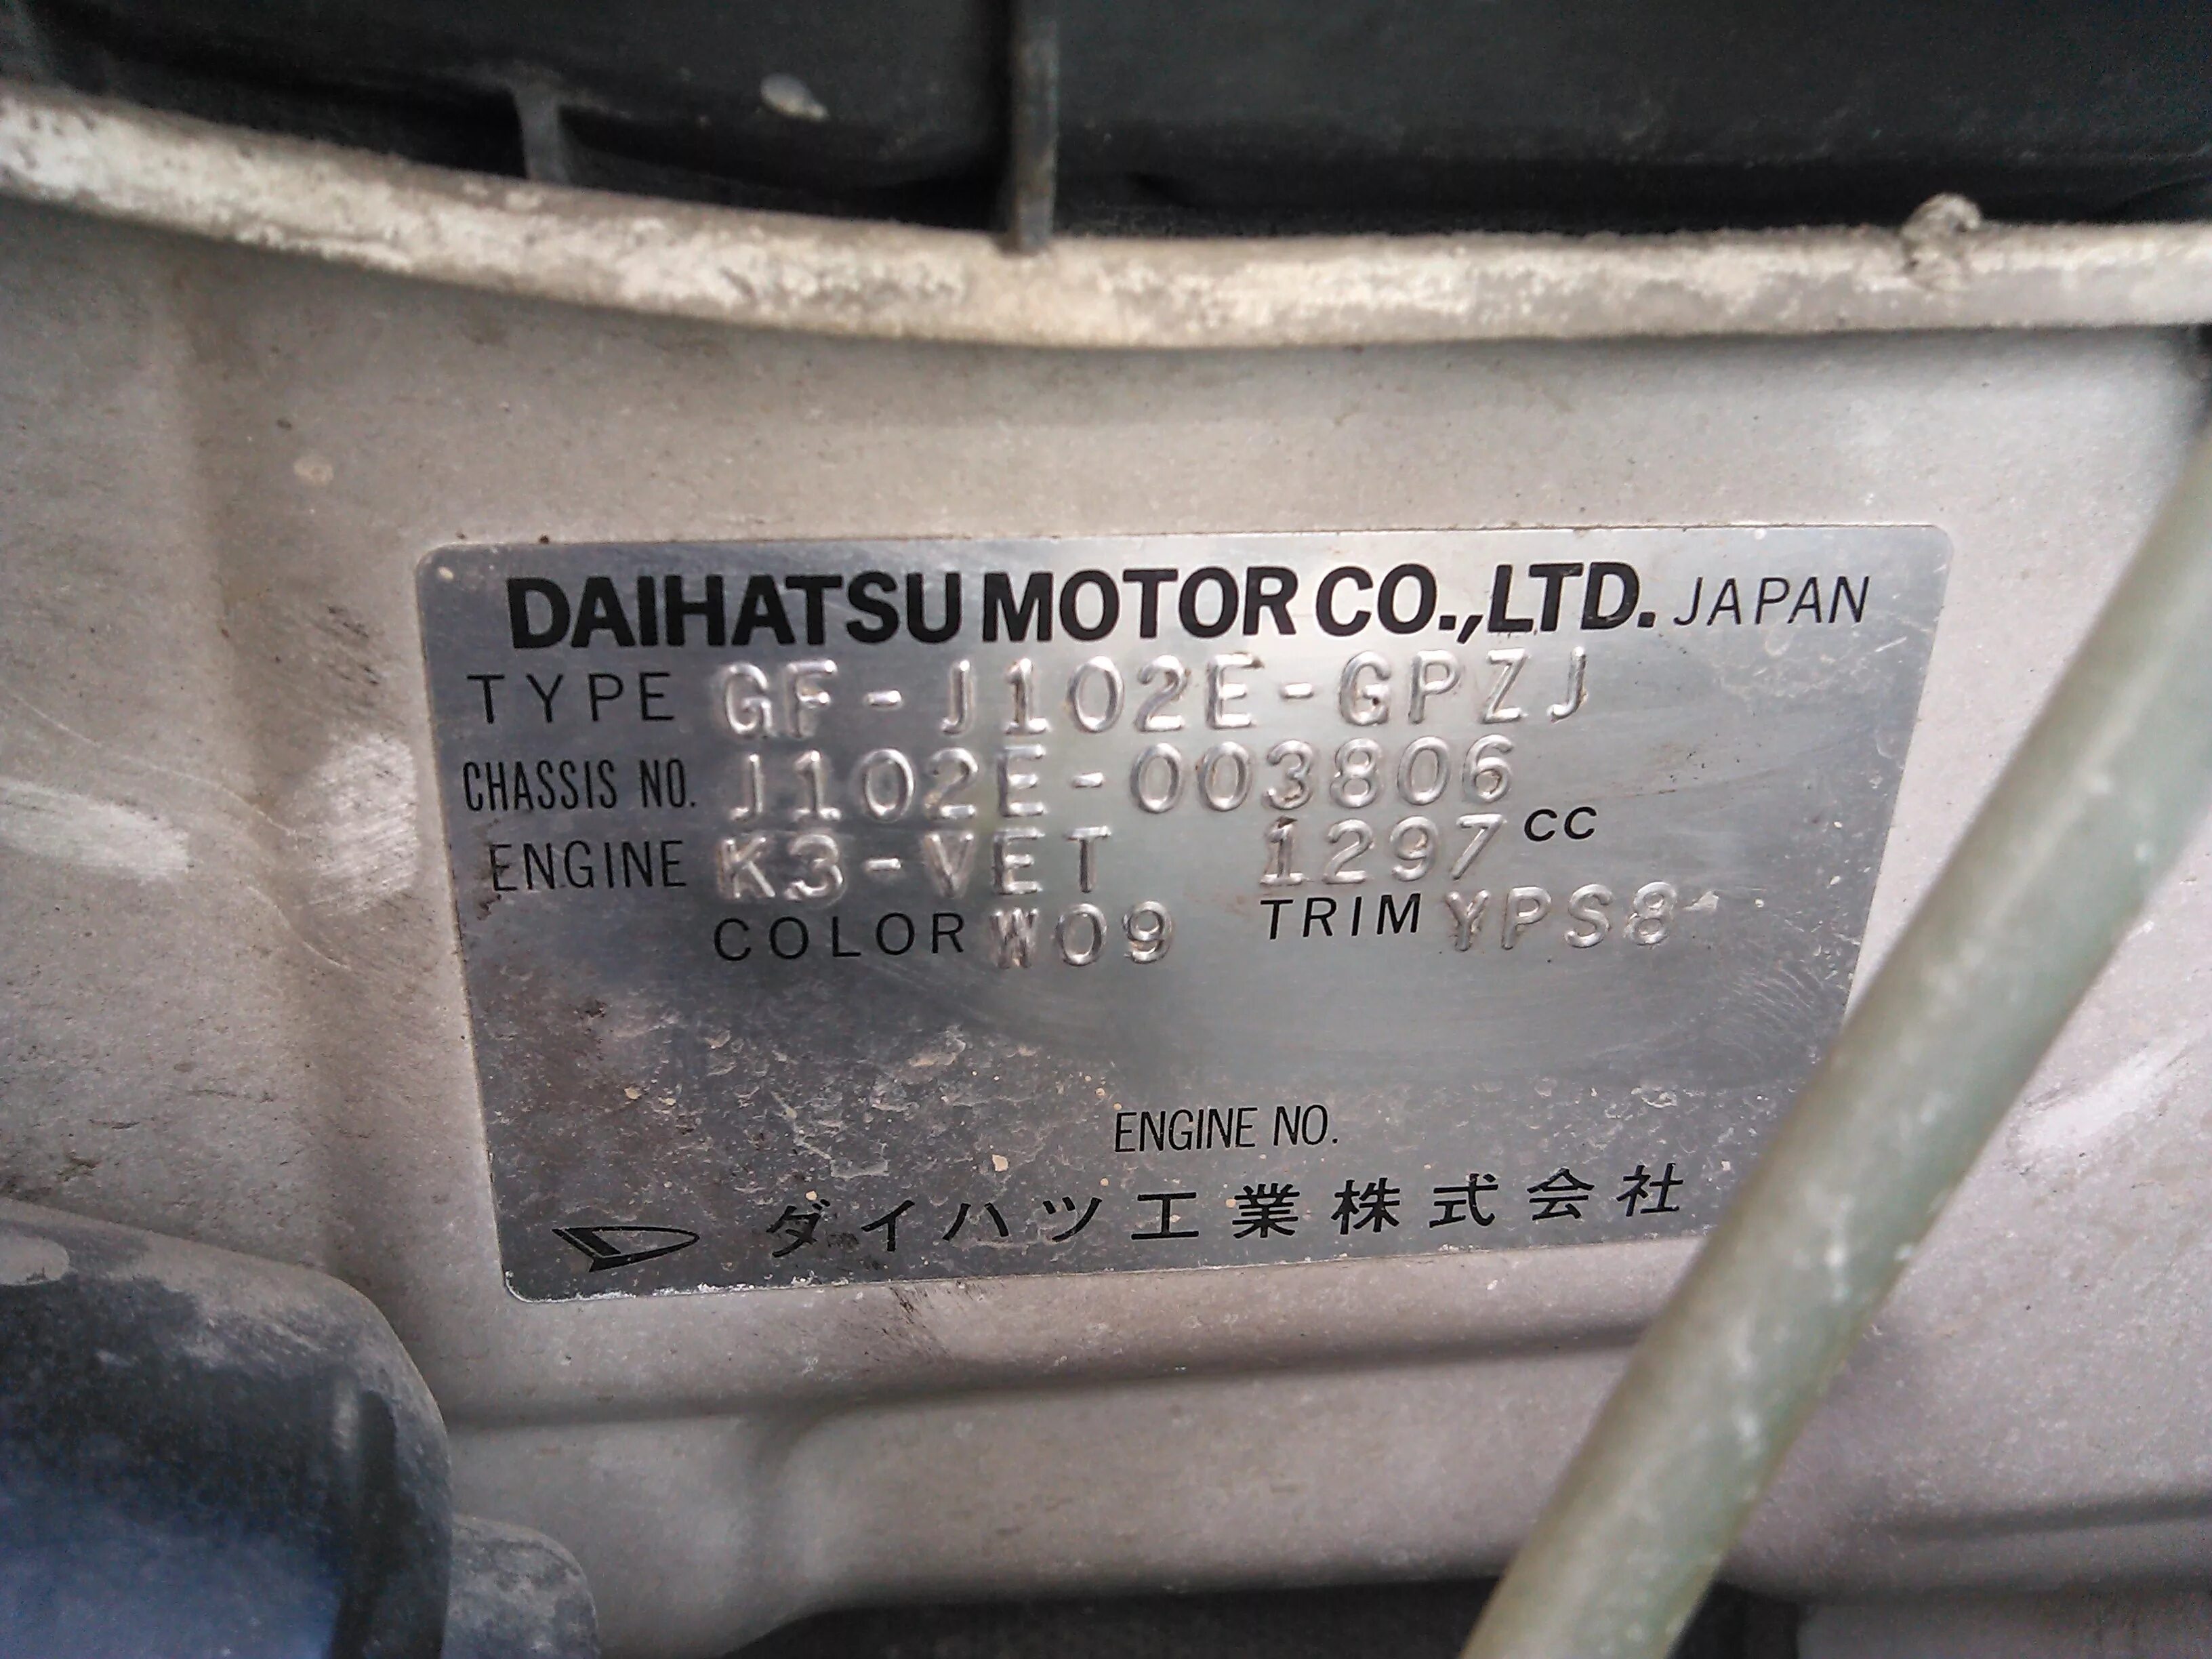 DAIHATSU MOTOR CO.,LTD. JAPAN
TYPE GF-J102E-GPZJ
CHASSIS NO. J102E-003806
ENGINE K3-VET 1297 CC
COLOR W09 TRIM YPS8
ENGINE NO.
ダイハツ工業株式会社